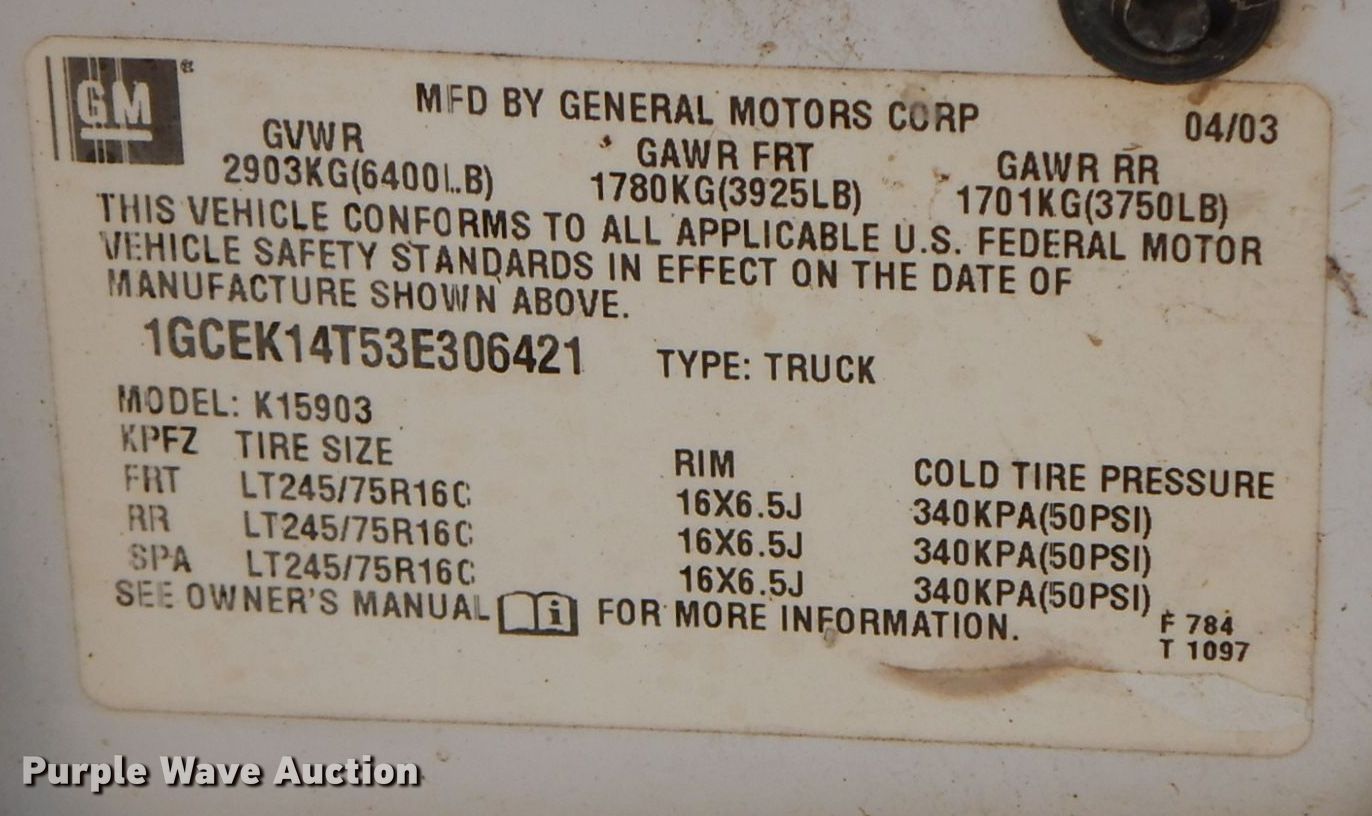 GM®
MFD BY GENERAL MOTORS CORP 04/03
GVWR GAWR FRT GAWR RR
2903KG(6400LB) 1780KG(3925LB) 1701KG(3750LB)
THIS VEHICLE CONFORMS TO ALL APPLICABLE U.S. FEDERAL MOTOR
VEHICLE SAFETY STANDARDS IN EFFECT ON THE DATE OF
MANUFACTURE SHOWN ABOVE.
1GCEK14T53E306421 TYPE: TRUCK
MODEL: K15903
KPFZ TIRE SIZE RIM COLD TIRE PRESSURE
FRT LT245/75R16C 16X6.5J 340KPA(50PSI)
RR LT245/75R16C 16X6.5J 340KPA(50PSI)
SPA LT245/75R16C 16X6.5J 340KPA(50PSI)
SEE OWNER'S MANUAL i FOR MORE INFORMATION.
F 784
T 1097
Purple Wave Auction